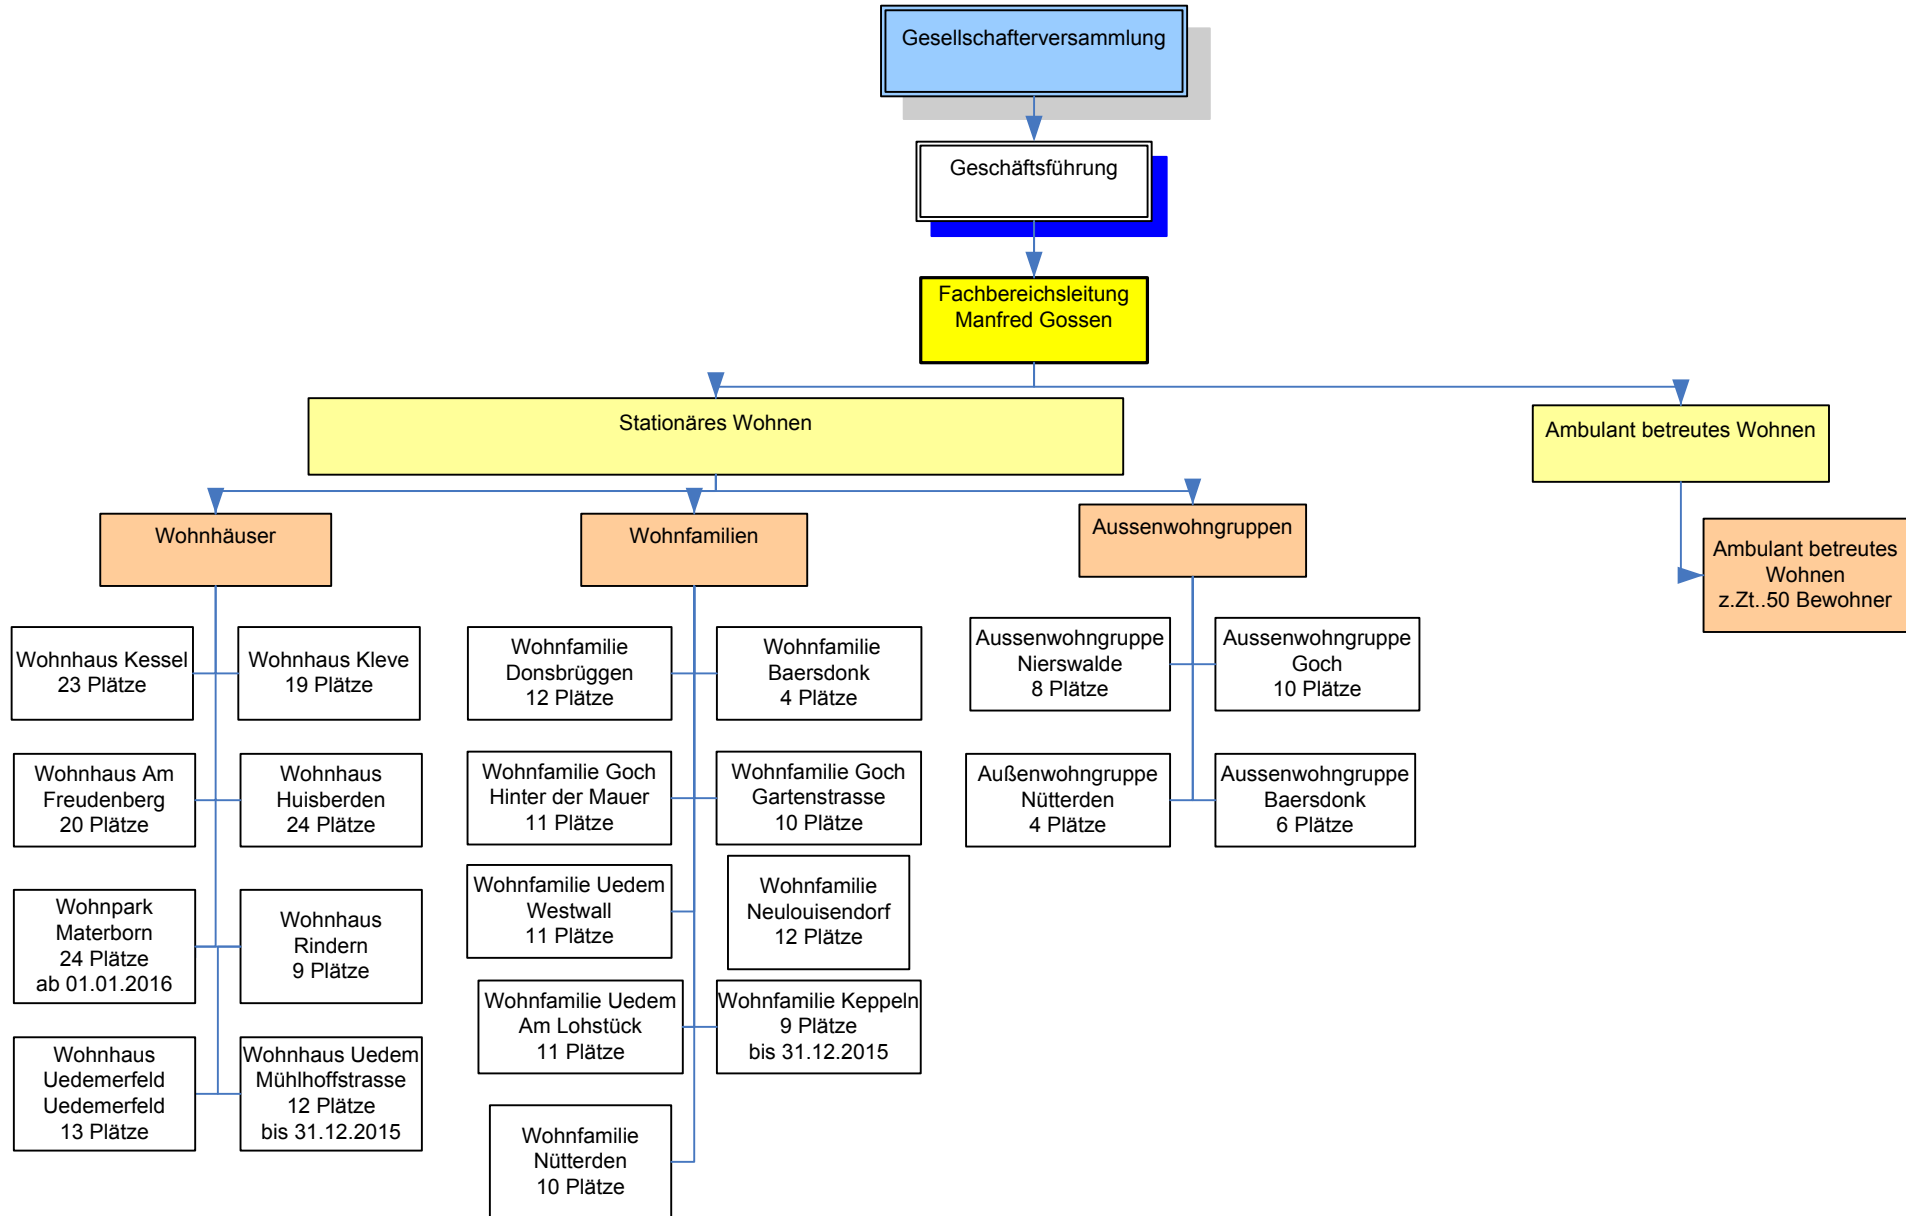 Gesellschafterversammlung
Geschäftsführung
Fachbereichsleitung
Manfred Gossen
Stationäres Wohnen
Ambulant betreutes Wohnen
Wohnhäuser
Wohnfamilien
Aussenwohngruppen
Ambulant betreutes
Wohnen
z.Zt..50 Bewohner
Wohnhaus Kessel
23 Plätze
Wohnhaus Kleve
19 Plätze
Wohnhaus Am
Freudenberg
20 Plätze
Wohnhaus
Huisberden
24 Plätze
Wohnpark
Materborn
24 Plätze
ab 01.01.2016
Wohnhaus
Rindern
9 Plätze
Wohnhaus
Uedemerfeld
Uedemerfeld
13 Plätze
Wohnhaus Uedem
Mühlhoffstrasse
12 Plätze
bis 31.12.2015
Wohnfamilie
Donsbrüggen
12 Plätze
Wohnfamilie
Baersdonk
4 Plätze
Wohnfamilie Goch
Hinter der Mauer
11 Plätze
Wohnfamilie Goch
Gartenstrasse
10 Plätze
Wohnfamilie Uedem
Westwall
11 Plätze
Wohnfamilie
Neulouisendorf
12 Plätze
Wohnfamilie Uedem
Am Lohstück
11 Plätze
Wohnfamilie Keppeln
9 Plätze
bis 31.12.2015
Wohnfamilie
Nütterden
10 Plätze
Aussenwohngruppe
Nierswalde
8 Plätze
Aussenwohngruppe
Goch
10 Plätze
Außenwohngruppe
Nütterden
4 Plätze
Aussenwohngruppe
Baersdonk
6 Plätze